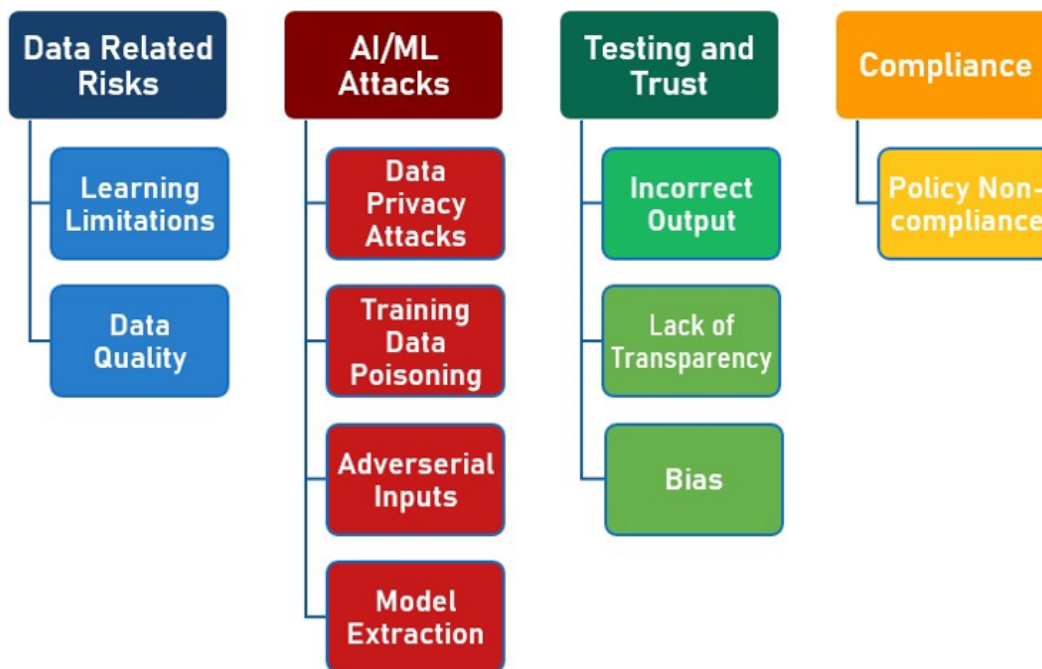 Data Related
Risks
Learning
Limitations
Data
Quality
AI/ML
Attacks
Data
Privacy
Attacks
Training
Data
Poisoning
Adverserial
Inputs
Model
Extraction
Testing and
Trust
Incorrect
Output
Lack of
Transparency
Bias
Compliance
Policy Non-
compliance